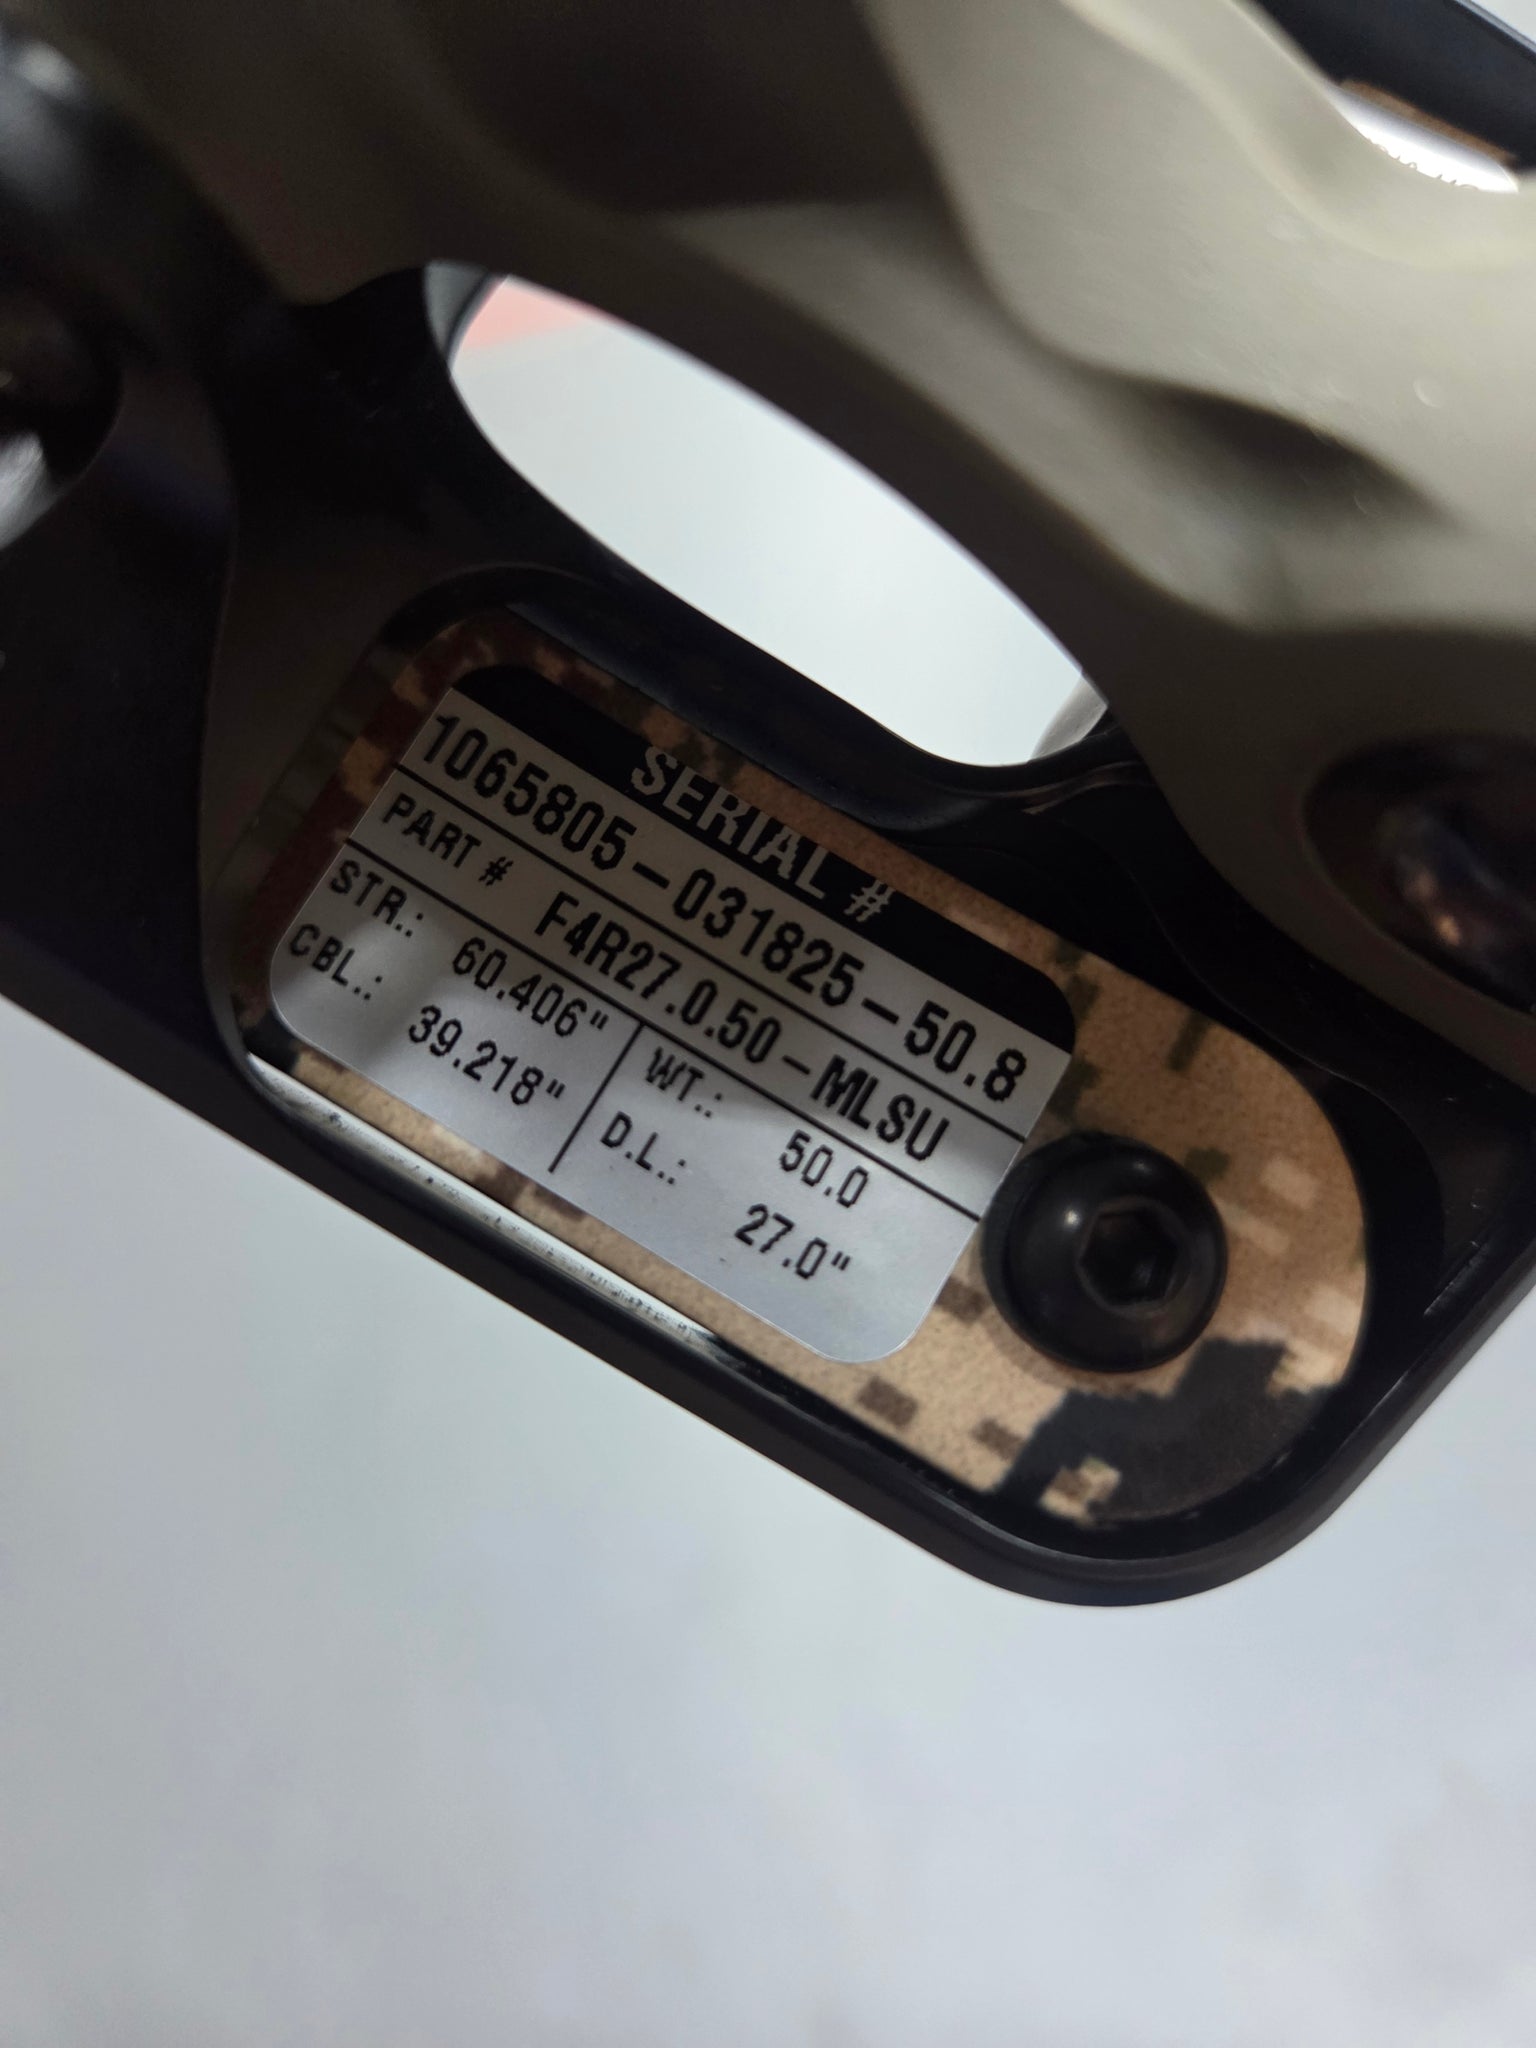 SERIAL #
1065805-031825-50.8
PART # F4R27.0.50-MLSU
STR.: 60.406" WT.: 50.0
CBL.: 39.218" D.L.: 27.0"